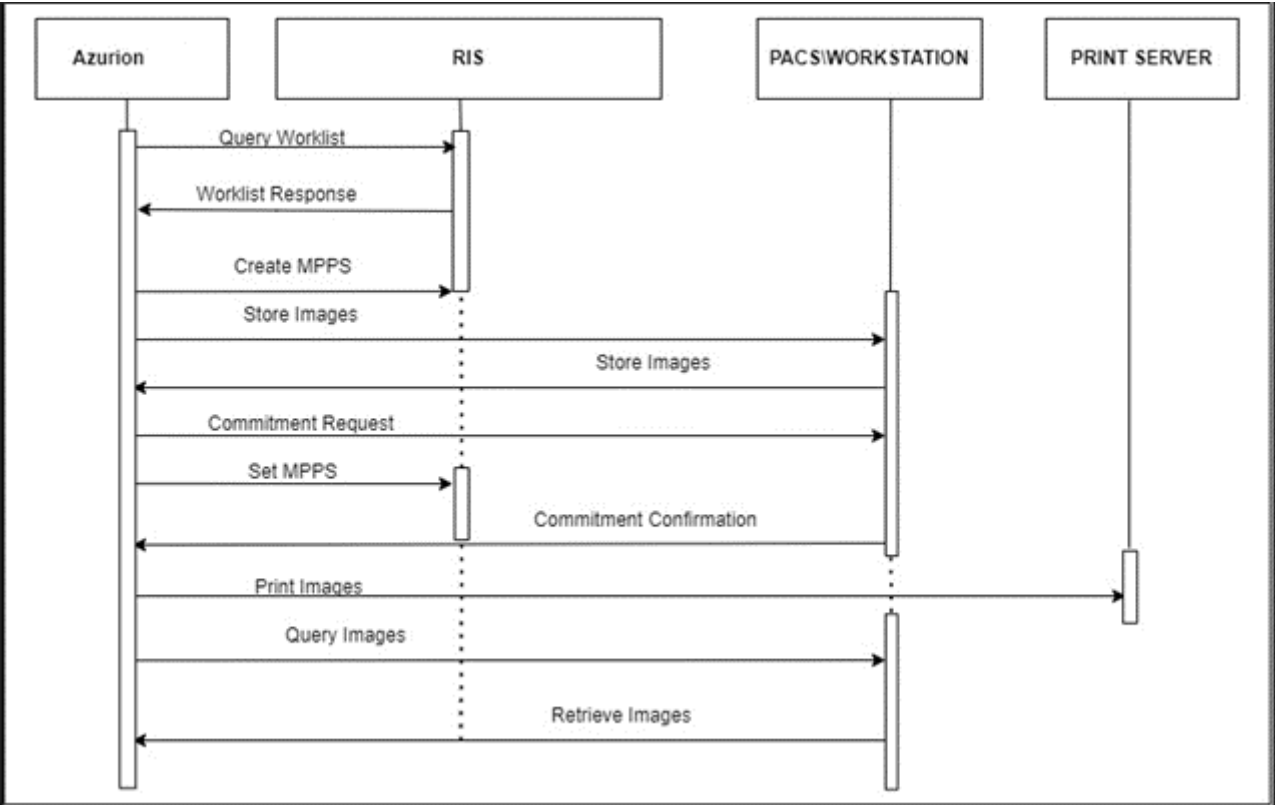 Azurion
RIS
PACS\WORKSTATION
PRINT SERVER
Query Worklist
Worklist Response
Create MPPS
Store Images
Store Images
Commitment Request
Set MPPS
Commitment Confirmation
Print Images
Query Images
Retrieve Images